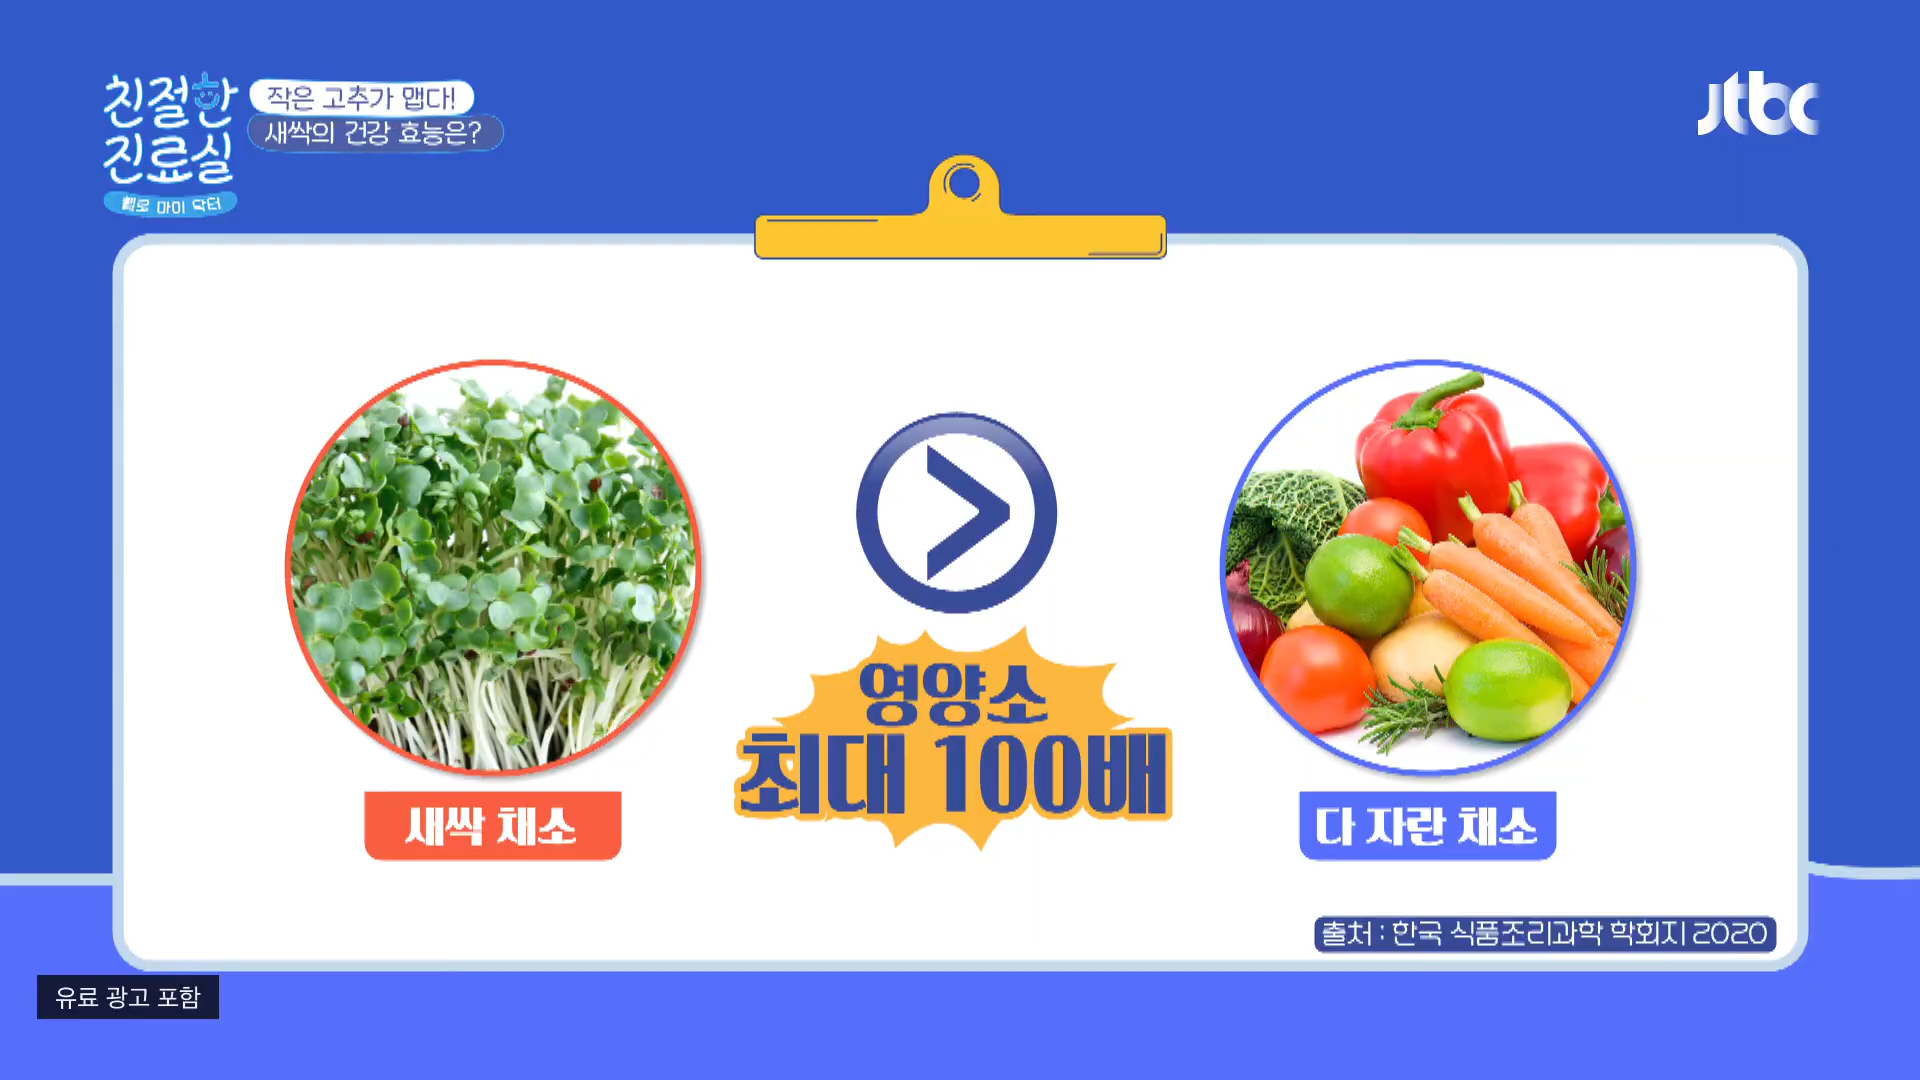 친절한
진료실
헬로 마이 닥터
작은 고추가 맵다!
새싹의 건강 효능은?
jtbc
영양소
최대 100배
새싹 채소
다 자란 채소
출처 : 한국 식품조리과학 학회지 2020
유료 광고 포함